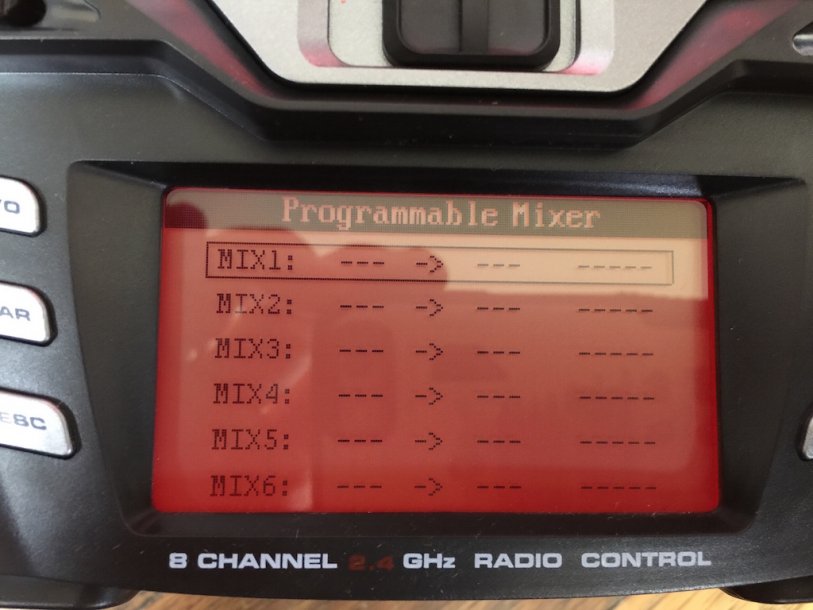 Programmable Mixer
MIX1: --- -> --- -----
MIX2: --- -> --- -----
MIX3: --- -> --- -----
MIX4: --- -> --- -----
MIX5: --- -> --- -----
MIX6: --- -> --- -----
8 CHANNEL 2.4 GHz RADIO CONTROL